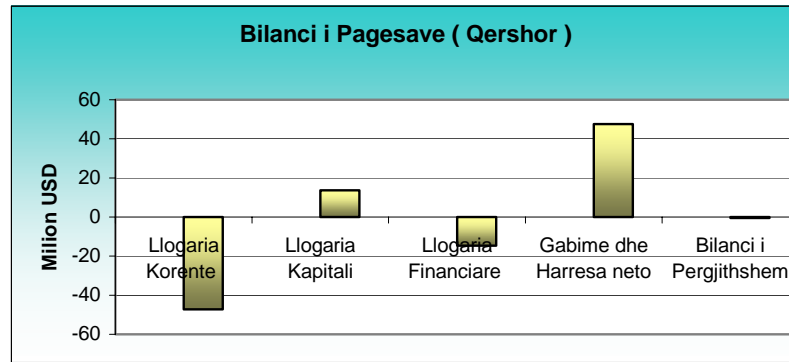 Bilanci i Pagesave ( Qershor )
Milion USD
60
40
20
0
-20
-40
-60
Llogaria Korente
Llogaria Kapitali
Llogaria Financiare
Gabime dhe Harresa neto
Bilanci i Pergjithshem